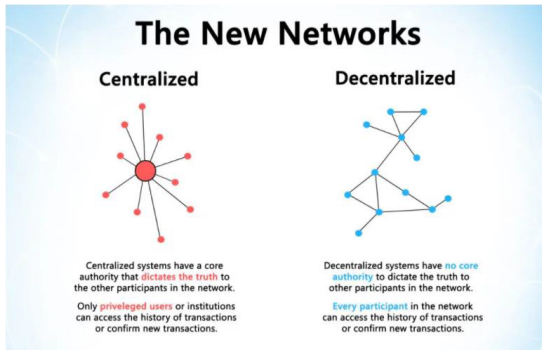 The New Networks
Centralized
Decentralized
Centralized systems have a core
authority that dictates the truth to
the other participants in the network.
Only priveleged users or institutions
can access the history of transactions
or confirm new transactions.
Decentralized systems have no core
authority to dictate the truth to
other participants in the network.
Every participant in the network
can access the history of transactions
or confirm new transactions.